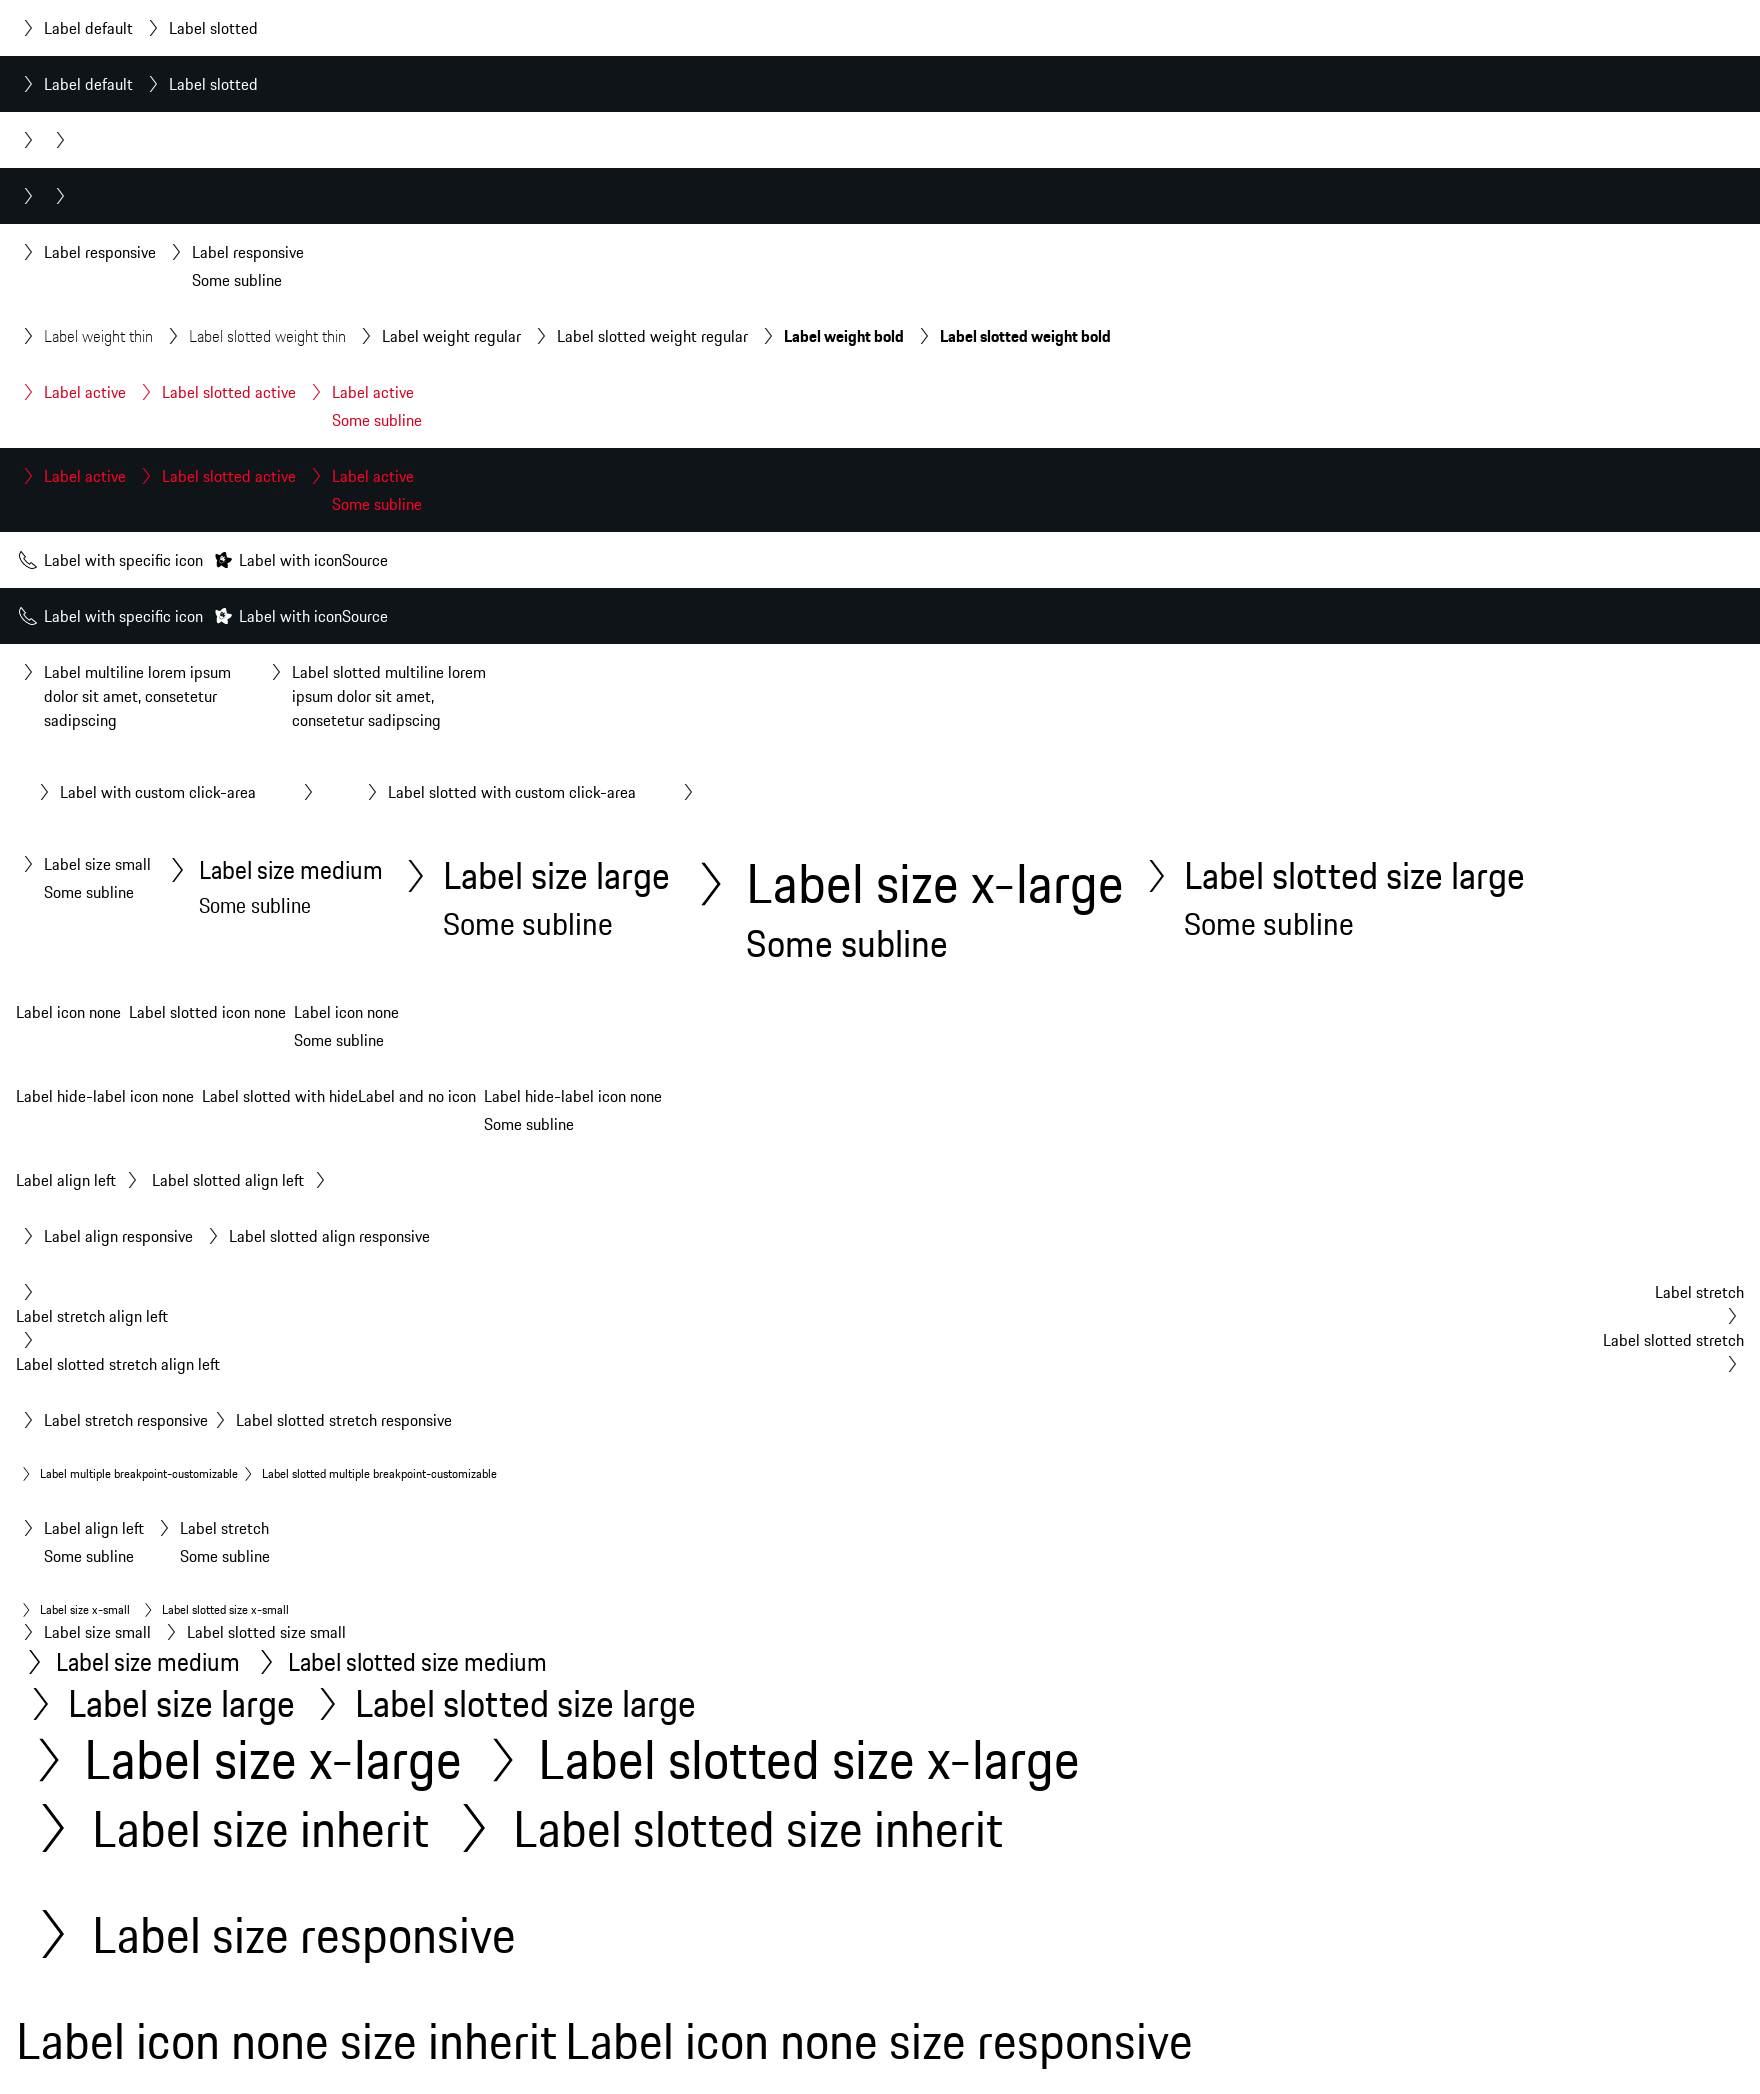 Label default Label slotted
Label default Label slotted
Label responsive Label responsive
Some subline
Label weight thin Label slotted weight thin Label weight regular Label slotted weight regular Label weight bold Label slotted weight bold
Label active Label slotted active Label active
Some subline
Label active Label slotted active Label active
Some subline
Label with specific icon Label with iconSource
Label with specific icon Label with iconSource
Label multiline lorem ipsum Label slotted multiline lorem
dolor sit amet, consetetur ipsum dolor sit amet,
sadipscing consetetur sadipscing
Label with custom click-area Label slotted with custom click-area
Label size small Label size medium Label size large Label size x-large Label slotted size large
Some subline Some subline Some subline Some subline Some subline
Label icon none Label slotted icon none Label icon none
Some subline
Label hide-label icon none Label slotted with hideLabel and no icon Label hide-label icon none
Some subline
Label align left Label slotted align left
Label align responsive Label slotted align responsive
Label stretch
Label stretch align left
Label slotted stretch
Label slotted stretch align left
Label stretch responsive Label slotted stretch responsive
Label multiple breakpoint-customizable Label slotted multiple breakpoint-customizable
Label align left Label stretch
Some subline Some subline
Label size x-small Label slotted size x-small
Label size small Label slotted size small
Label size medium Label slotted size medium
Label size large Label slotted size large
Label size x-large Label slotted size x-large
Label size inherit Label slotted size inherit
Label size responsive
Label icon none size inherit Label icon none size responsive